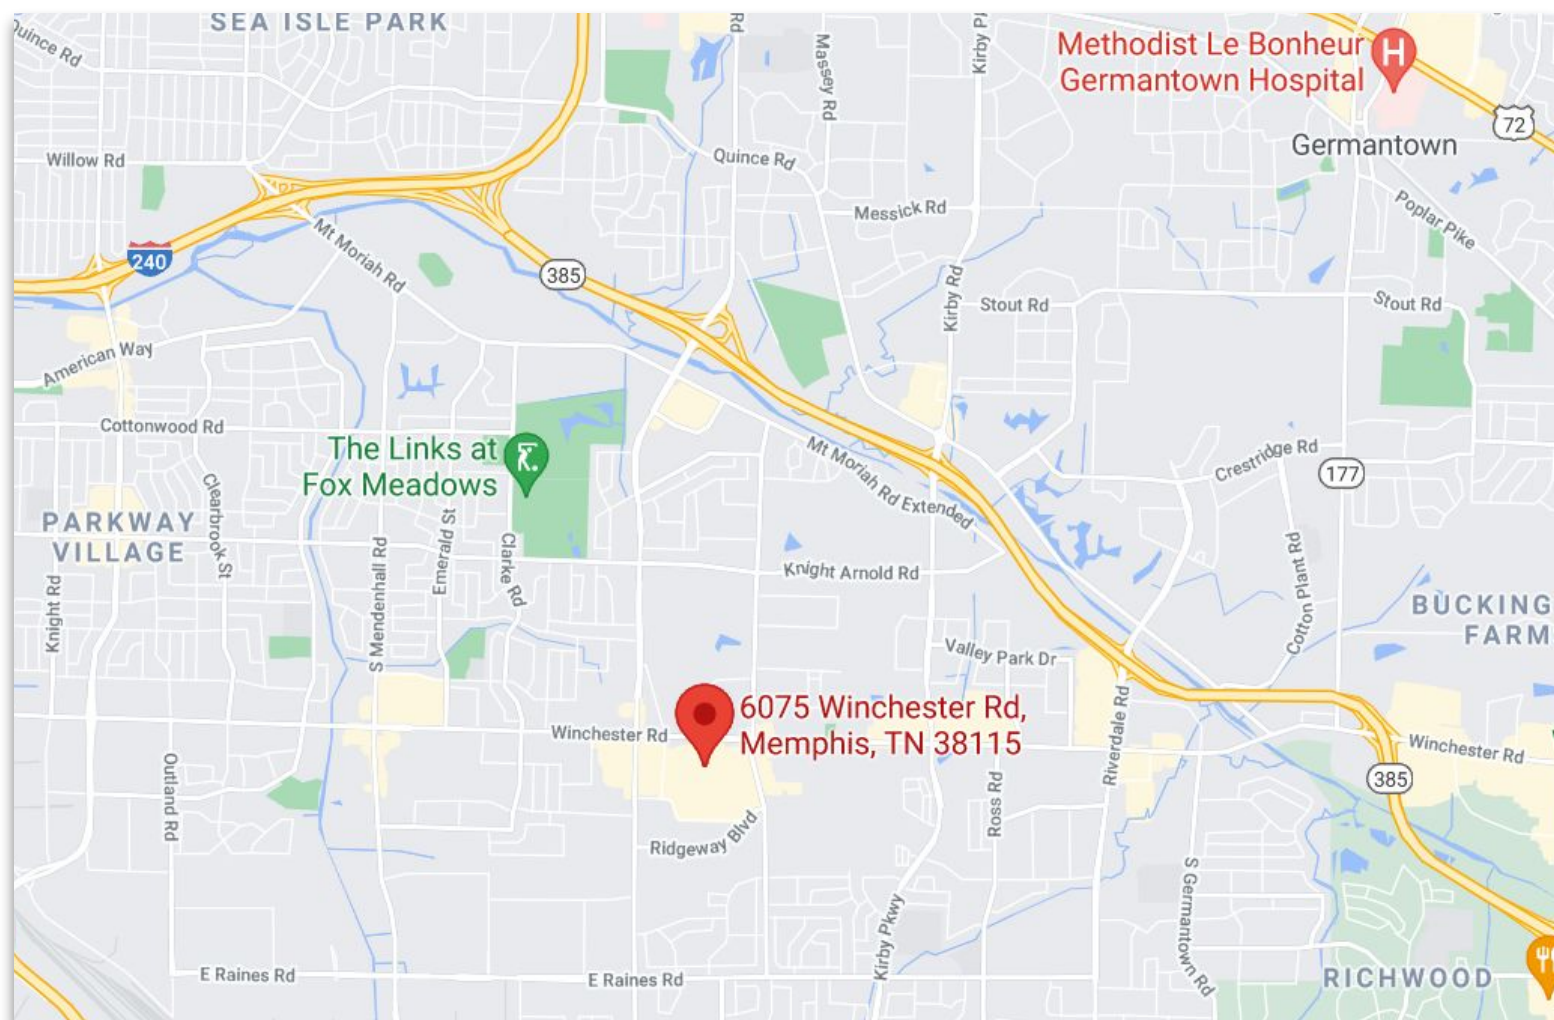 SEA ISLE PARK
Quince Rd
Rd
Massey Rd
Kirby
Methodist Le Bonheur
Germantown Hospital
H
72
Germantown
Willow Rd
Quince Rd
Messick Rd
Poplar Pike
Mt Moriah Rd
240
385
Kirby Rd
Stout Rd
Stout Rd
American Way
Cottonwood Rd
The Links at
Fox Meadows
Mt Moriah Rd Extended
Crestridge Rd
177
Clearbrook St
PARKWAY
VILLAGE
Emerald St
Clarke Rd
S Mendenhall Rd
Knight Rd
Knight Arnold Rd
Cotton Plant Rd
BUCKING
FARM
Valley Park Dr
Riverdale Rd
6075 Winchester Rd,
Memphis, TN 38115
Winchester Rd
Winchester Rd
385
Outland Rd
Ross Rd
Ridgeway Blvd
S Germantown Rd
Kirby Pkwy
E Raines Rd
E Raines Rd
RICHWOOD